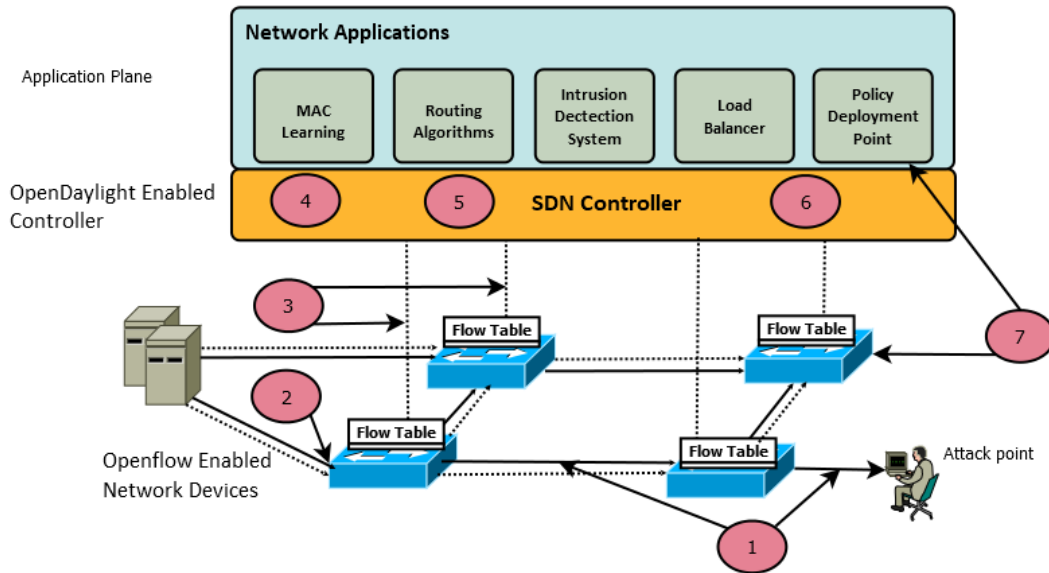 Network Applications
Application Plane
MAC
Learning
Routing
Algorithms
Intrusion
Dectection
System
Load
Balancer
Policy
Deployment
Point
OpenDaylight Enabled
Controller
4
5
SDN Controller
6
3
Flow Table
Flow Table
7
2
Flow Table
Flow Table
Openflow Enabled
Network Devices
Attack point
1